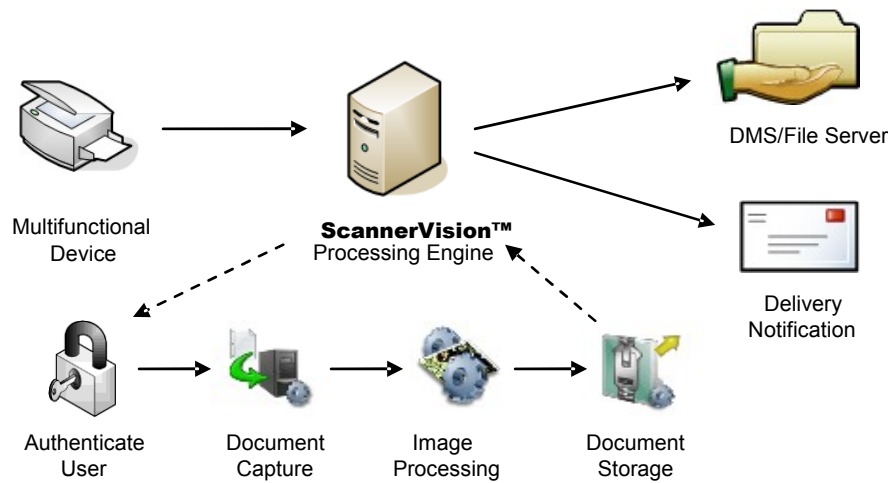 DMS/File Server
Multifunctional
Device
ScannerVision™
Processing Engine
Delivery
Notification
Authenticate
User
Document
Capture
Image
Processing
Document
Storage